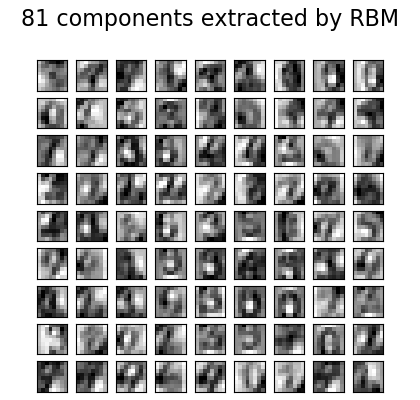 81 components extracted by RBM